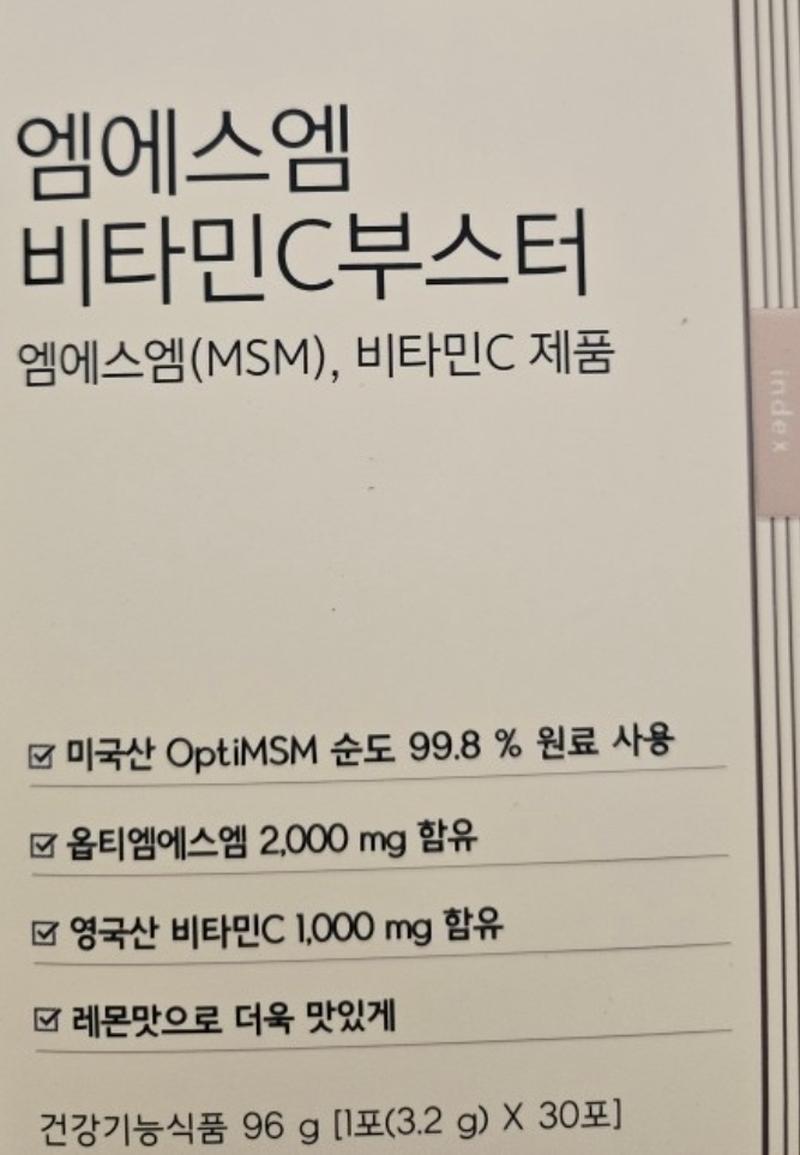 엠에스엠
비타민C부스터
엠에스엠(MSM), 비타민C 제품
index
☑ 미국산 OptiMSM 순도 99.8 % 원료 사용
☑ 옵티엠에스엠 2,000 mg 함유
☑ 영국산 비타민C 1,000 mg 함유
☑ 레몬맛으로 더욱 맛있게
건강기능식품 96 g [1포(3.2 g) X 30포]